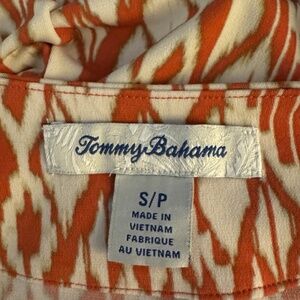 Tommy Bahama
S/P
MADE IN
VIETNAM
FABRIQUE
AU VIETNAM